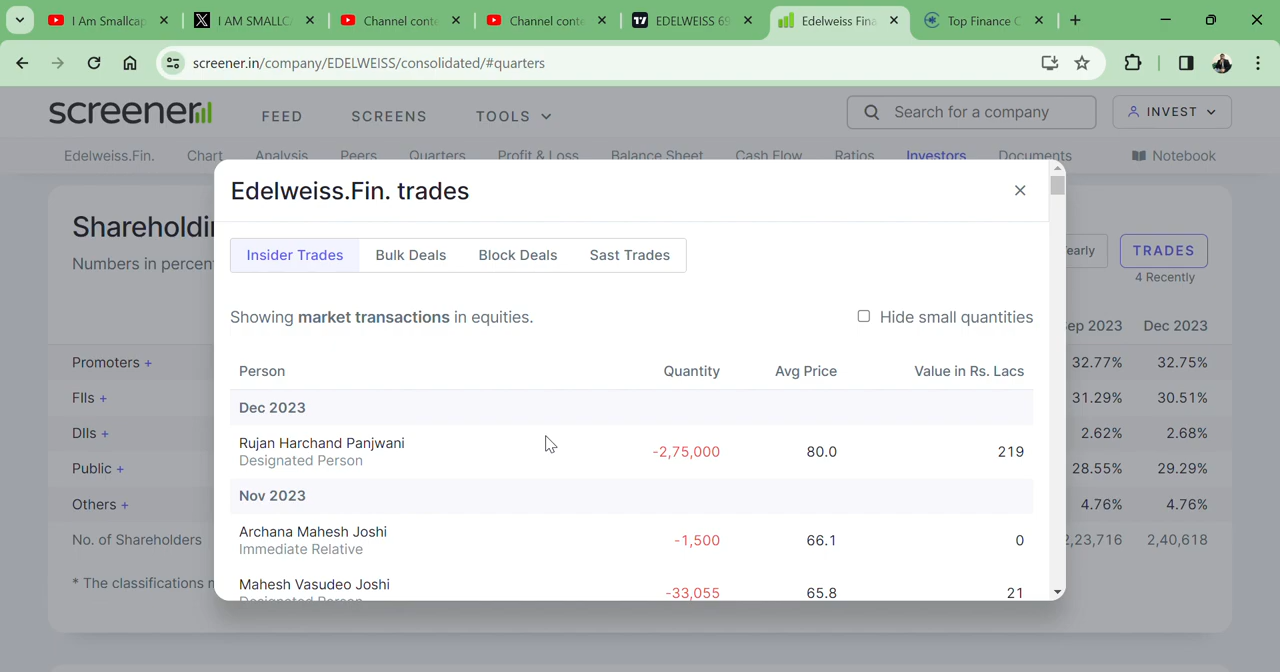 I Am Smallcap
I AM SMALLC
Channel conte
Channel conte
EDELWEISS 69
Edelweiss Fina
Top Finance C
screener.in/company/EDELWEISS/consolidated/#quarters
screener
FEED
SCREENS
TOOLS
Search for a company
INVEST
Edelweiss.Fin.
Chart
Analysis
Peers
Quarters
Profit & Loss
Balance Sheet
Cash Flow
Ratios
Investors
Documents
Notebook
Edelweiss.Fin. trades
Insider Trades
Bulk Deals
Block Deals
Sast Trades
Showing market transactions in equities.
Hide small quantities
Person Quantity Avg Price Value in Rs. Lacs
Dec 2023
Rujan Harchand Panjwani
Designated Person
-2,75,000 80.0 219
Nov 2023
Archana Mahesh Joshi
Immediate Relative
-1,500 66.1 0
Mahesh Vasudeo Joshi
Designated Person
-33,055 65.8 21
Shareholdin
Numbers in percent
early
TRADES
4 Recently
Sep 2023 Dec 2023
Promoters + 32.77% 32.75%
FIIs + 31.29% 30.51%
DIIs + 2.62% 2.68%
Public + 28.55% 29.29%
Others + 4.76% 4.76%
No. of Shareholders 2,23,716 2,40,618
* The classifications